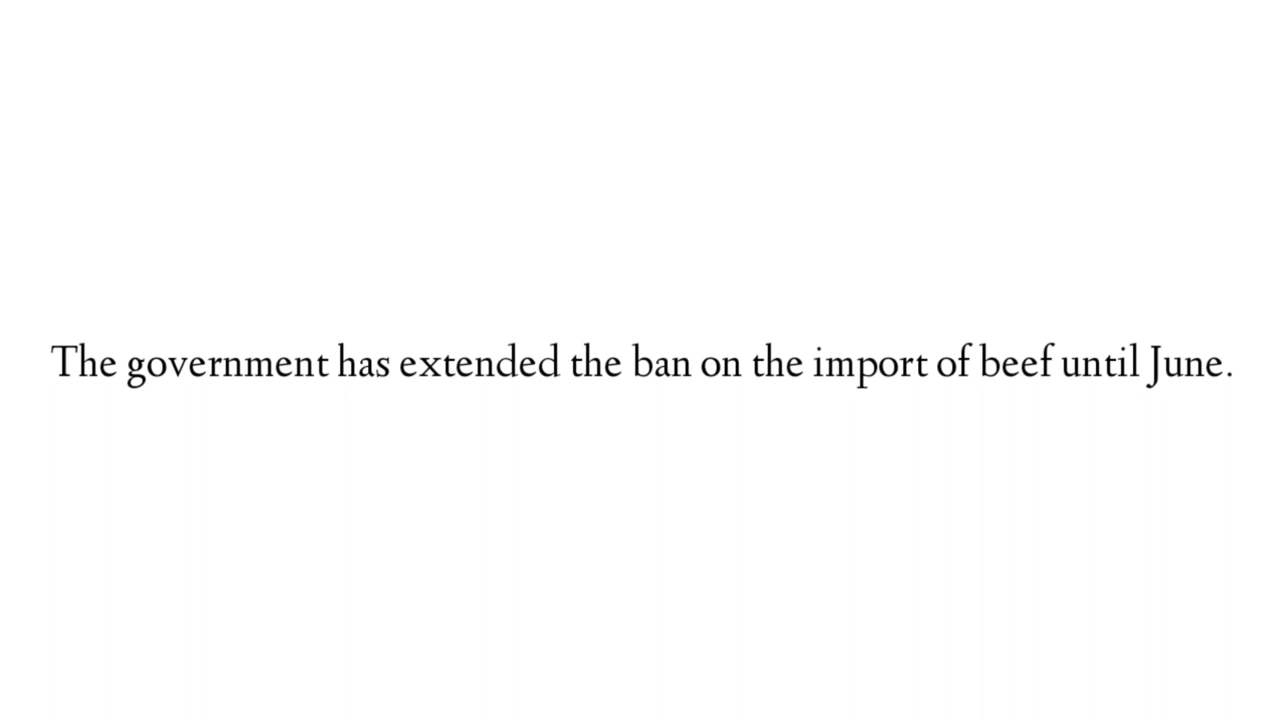 The government has extended the ban on the import of beef until June.